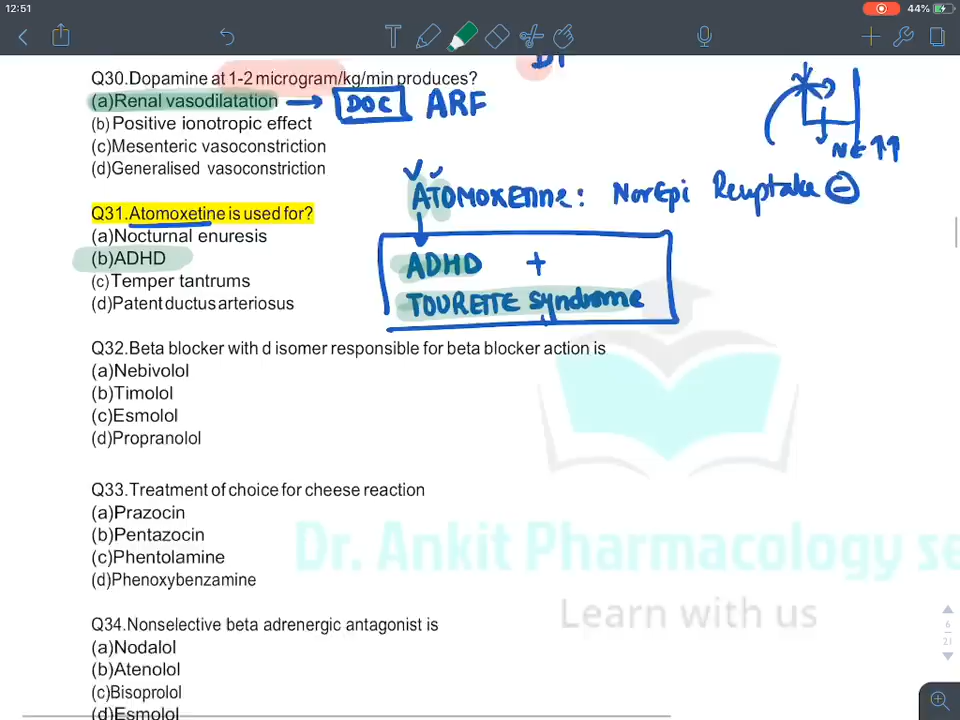 12:51
44%
T
Q30.Dopamine at 1-2 microgram/kg/min produces?
(a)Renal vasodilatation → DOC ARF
(b)Positive ionotropic effect
(c)Mesenteric vasoconstriction
(d)Generalised vasoconstriction
NE ↑↑
ATOMOXETINE: NorEpi Reuptake ⊖
Q31.Atomoxetine is used for?
(a)Nocturnal enuresis
(b)ADHD
(c)Temper tantrums
(d)Patent ductus arteriosus
ADHD +
TOURETTE Syndrome
Q32.Beta blocker with d isomer responsible for beta blocker action is
(a)Nebivolol
(b)Timolol
(c)Esmolol
(d)Propranolol
Q33.Treatment of choice for cheese reaction
(a)Prazocin
(b)Pentazocin
(c)Phentolamine
(d)Phenoxybenzamine
Dr. Ankit Pharmacology se
Learn with us
Q34.Nonselective beta adrenergic antagonist is
(a)Nodalol
(b)Atenolol
(c)Bisoprolol
(d)Esmolol
6
21